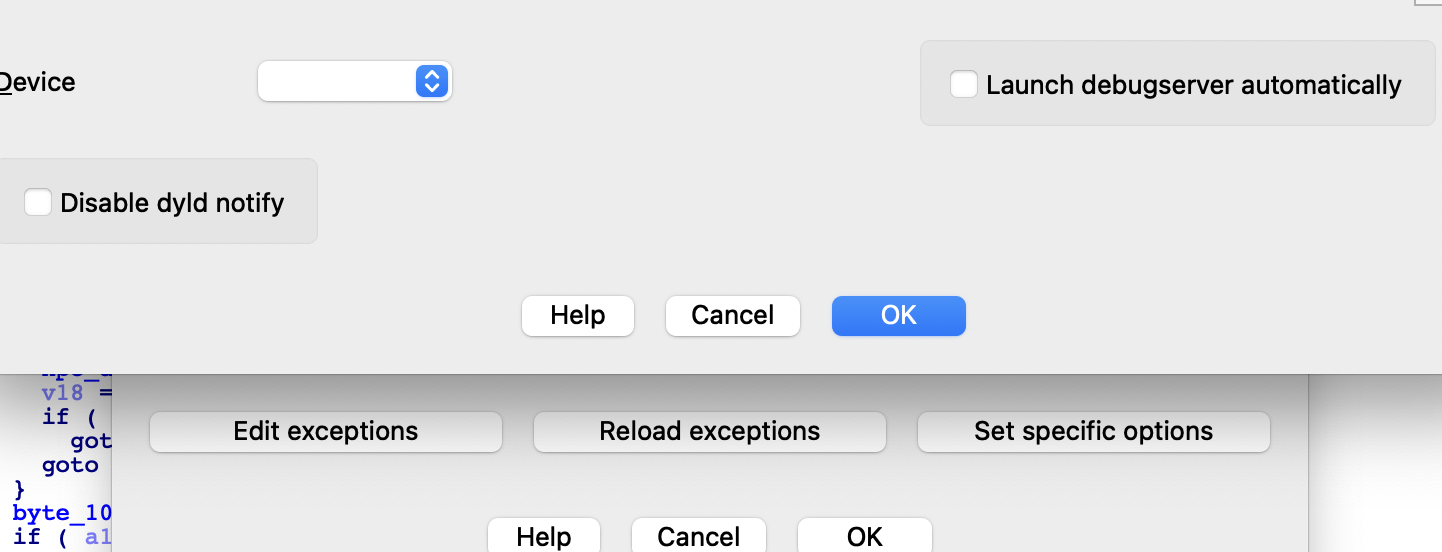 Device
Launch debugserver automatically
Disable dyld notify
Help Cancel OK
v18 =
if (
got
goto
Edit exceptions Reload exceptions Set specific options
}
byte_10
if ( a1
Help Cancel OK